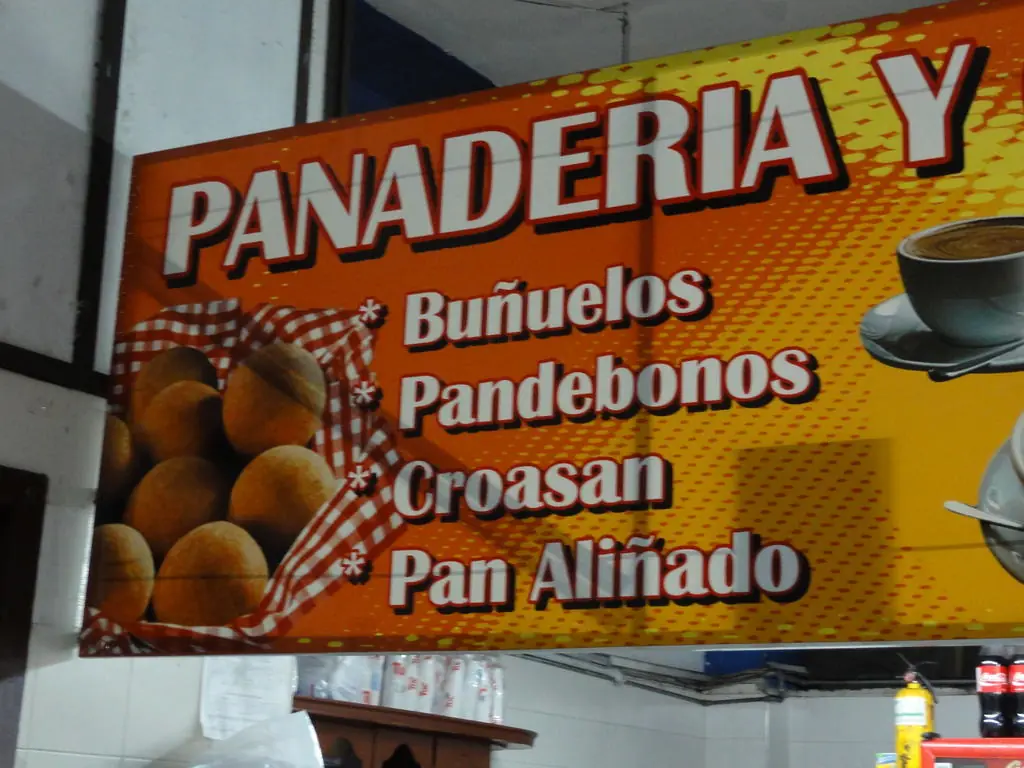 PANADERIA Y
* Buñuelos
* Pandebonos
* Croasan
* Pan Aliñado